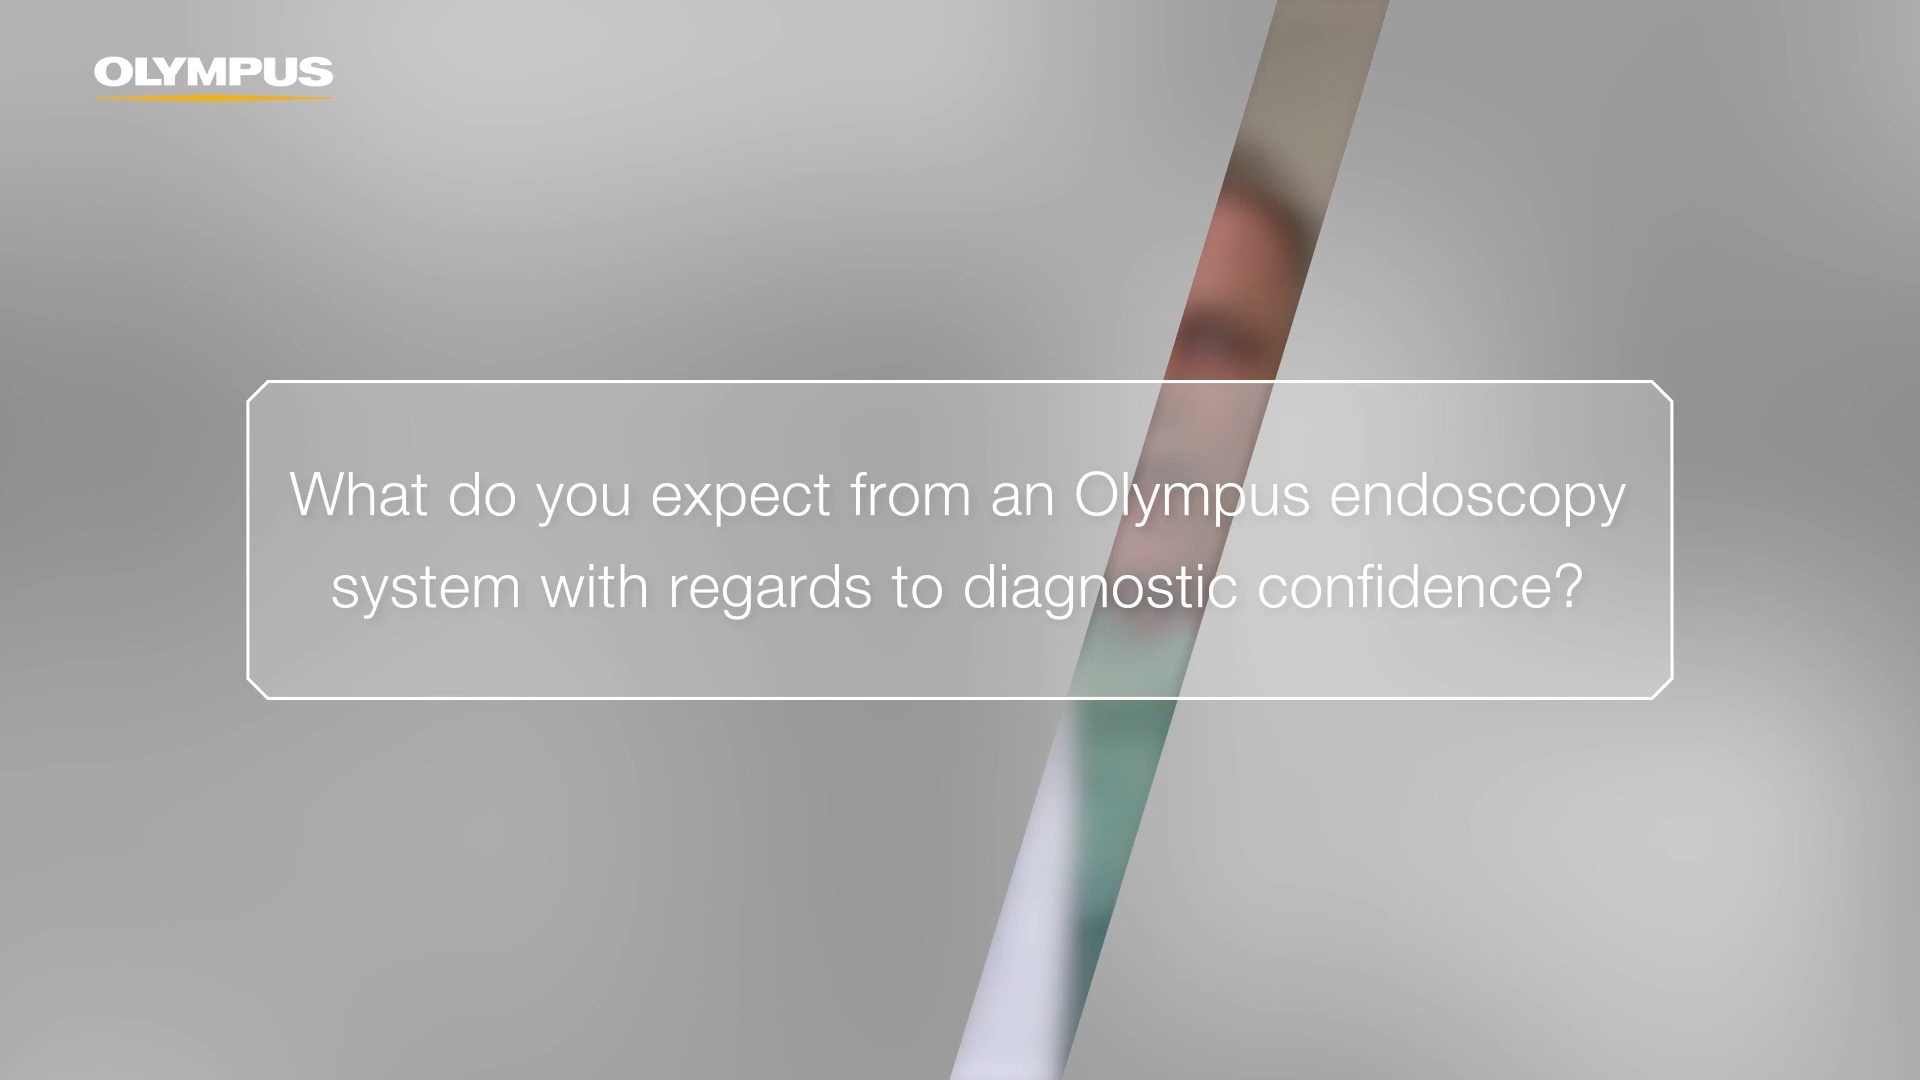 OLYMPUS
What do you expect from an Olympus endoscopy
system with regards to diagnostic confidence?